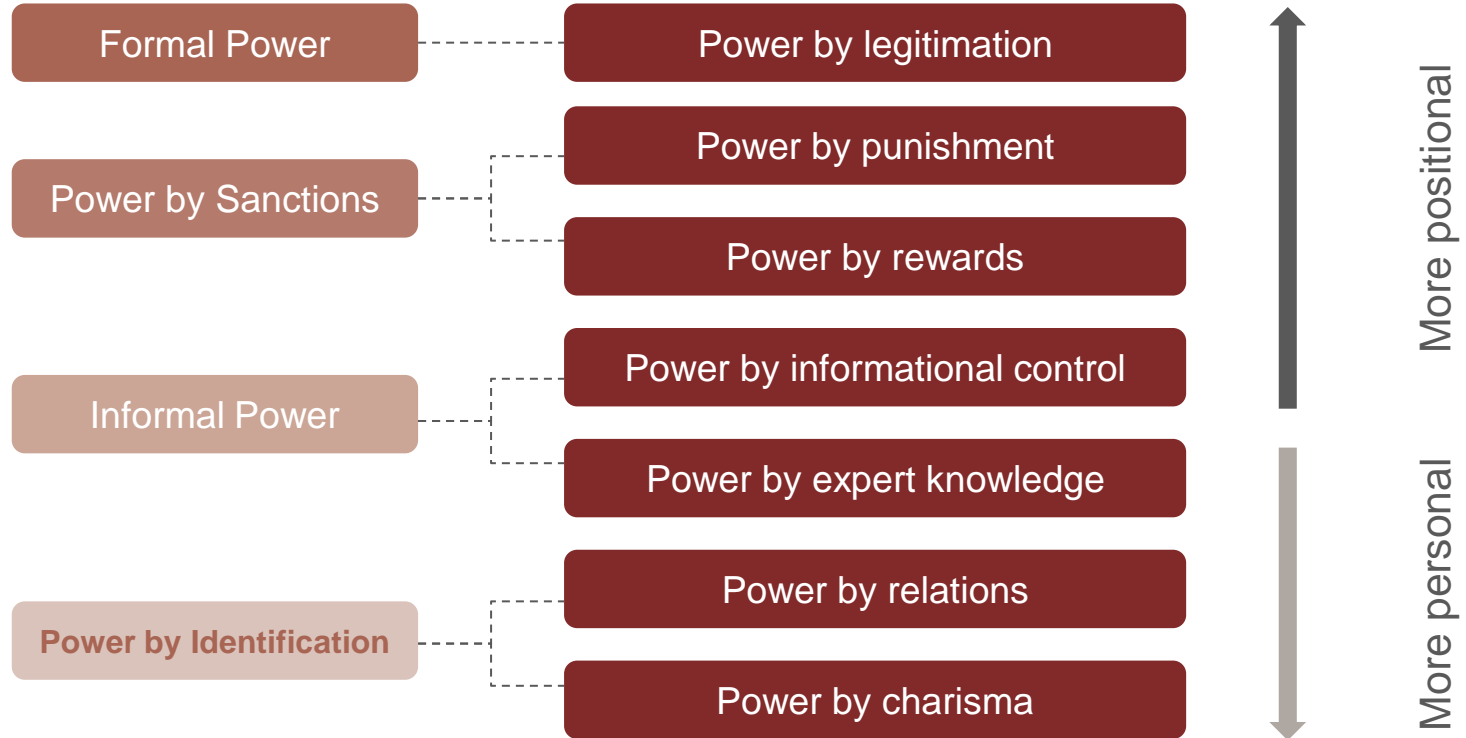 Formal Power
Power by legitimation
Power by Sanctions
Power by punishment
Power by rewards
Informal Power
Power by informational control
Power by expert knowledge
Power by Identification
Power by relations
Power by charisma
More positional
More personal